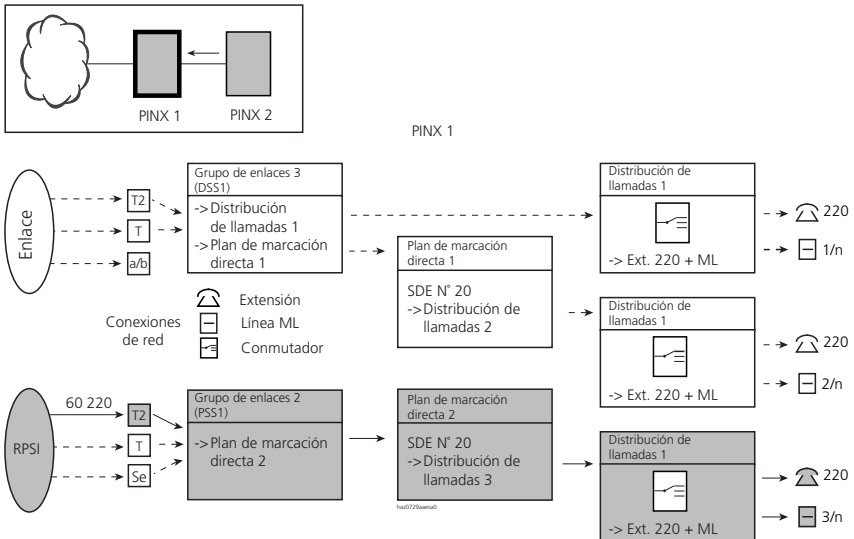 PINX 1
PINX 2
PINX 1
Enlace
T2
T
a/b
Grupo de enlaces 3
(DSS1)
->Distribución
de llamadas 1
->Plan de marcación
directa 1
Distribución de
llamadas 1
-> Ext. 220 + ML
220
1/n
Plan de marcación
directa 1
SDE N° 20
->Distribución de
llamadas 2
Conexiones
de red
Extensión
Línea ML
Conmutador
Distribución de
llamadas 1
-> Ext. 220 + ML
220
2/n
RPSI
60 220
T2
T
Se
Grupo de enlaces 2
(PSS1)
->Plan de marcación
directa 2
Plan de marcación
directa 2
SDE N° 20
->Distribución de
llamadas 3
haz0729aaesa0
Distribución de
llamadas 1
-> Ext. 220 + ML
220
3/n